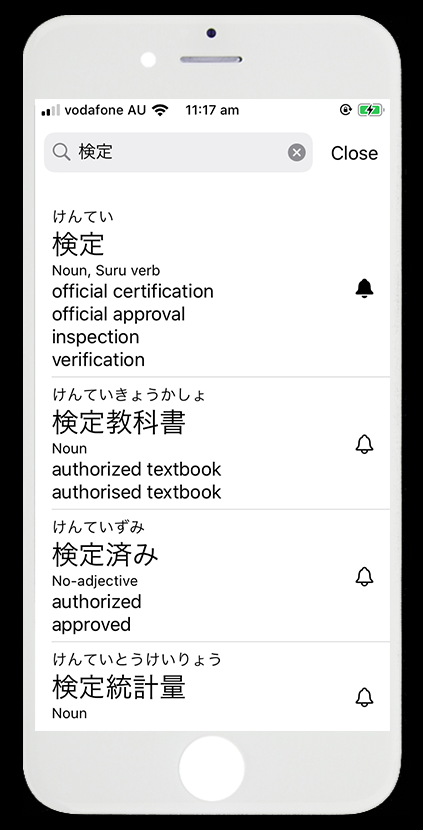 vodafone AU 11:17 am
検定 Close
けんてい
検定
Noun, Suru verb
official certification
official approval
inspection
verification
けんていきょうかしょ
検定教科書
Noun
authorized textbook
authorised textbook
けんていずみ
検定済み
No-adjective
authorized
approved
けんていとうけいりょう
検定統計量
Noun